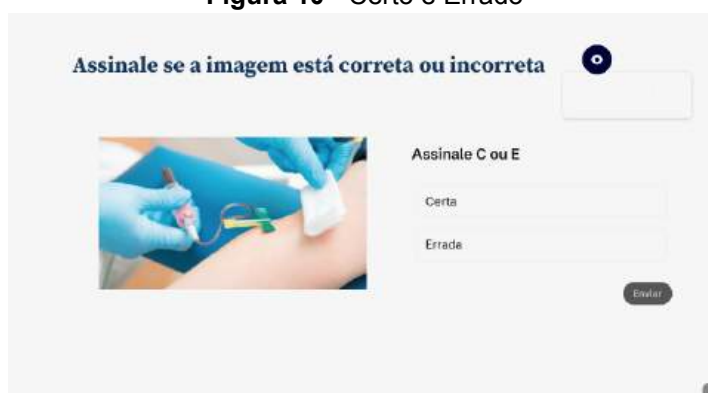 Figura 10 - Certo e Errado
Assinale se a imagem está correta ou incorreta
Assinale C ou E
Certa
Errada
Enviar